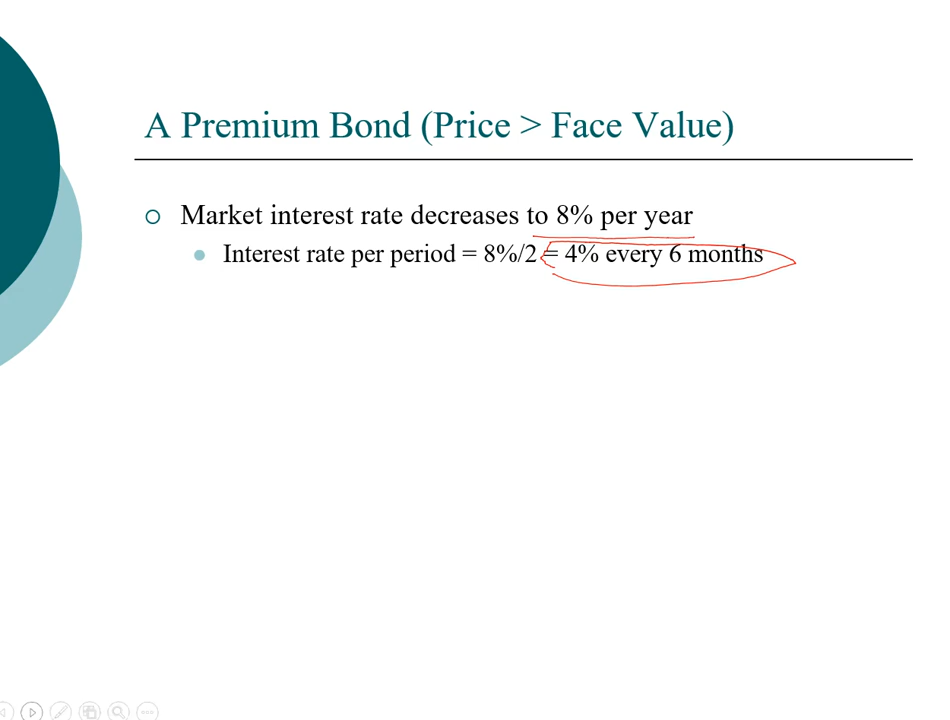 A Premium Bond (Price > Face Value)
Market interest rate decreases to 8% per year
Interest rate per period = 8%/2 = 4% every 6 months